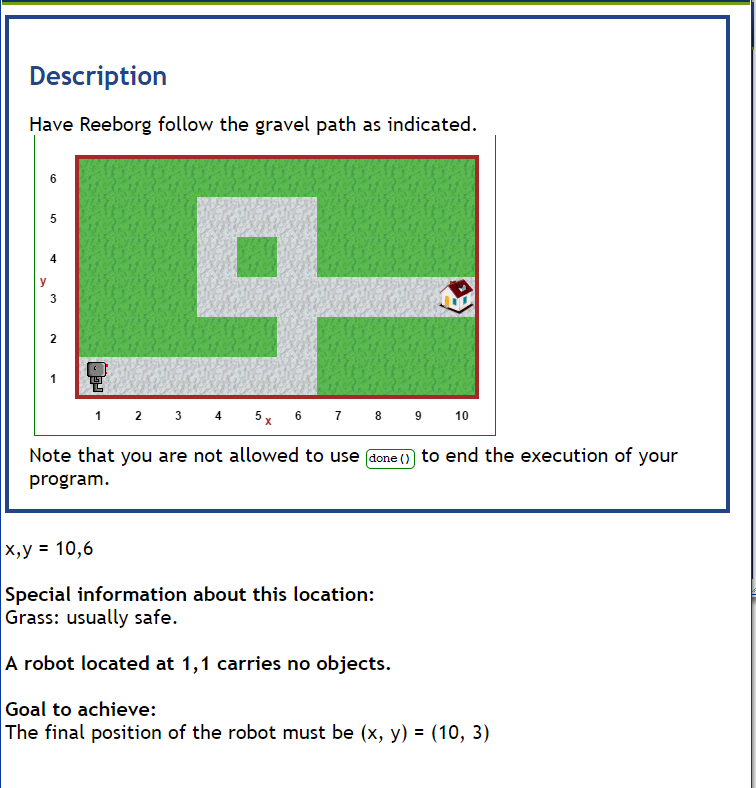 Description
Have Reeborg follow the gravel path as indicated.
6
5
4
y
3
2
1
1 2 3 4 5 x 6 7 8 9 10
Note that you are not allowed to use done() to end the execution of your
program.
x,y = 10,6
Special information about this location:
Grass: usually safe.
A robot located at 1,1 carries no objects.
Goal to achieve:
The final position of the robot must be (x, y) = (10, 3)